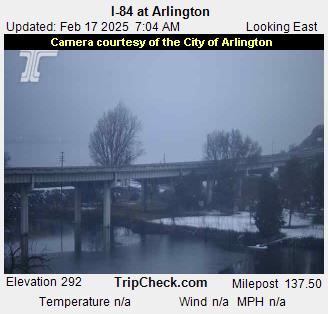 I-84 at Arlington
Updated: Feb 17 2025 7:04 AM Looking East
Camera courtesy of the City of Arlington
Elevation 292 TripCheck.com Milepost 137.50
Temperature n/a Wind n/a MPH n/a